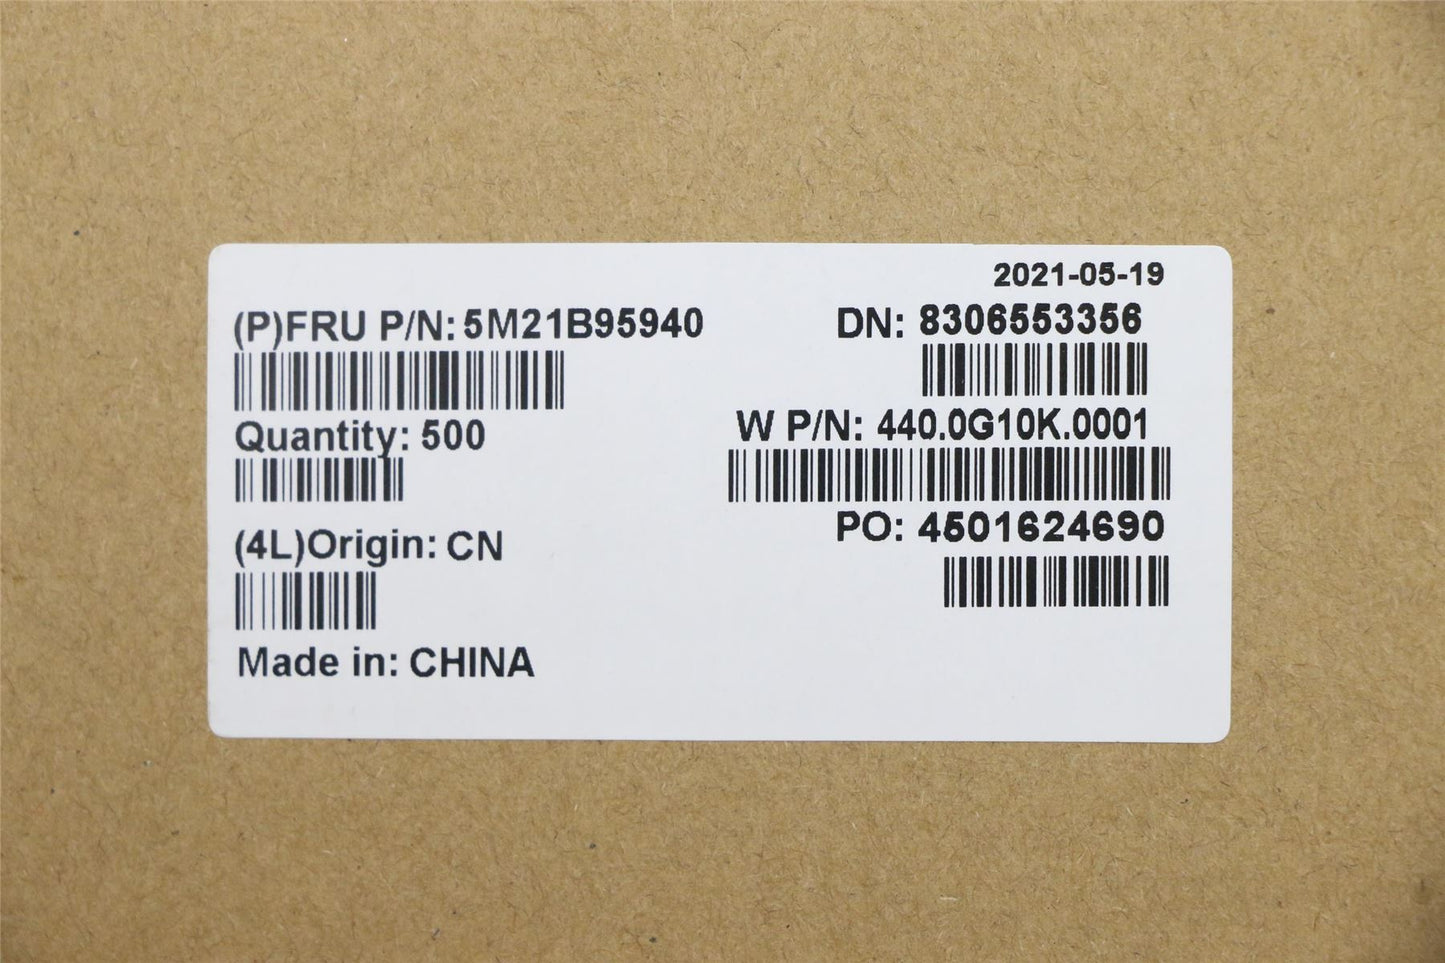 2021-05-19
(P)FRU P/N: 5M21B95940
DN: 8306553356
Quantity: 500
W P/N: 440.0G10K.0001
PO: 4501624690
(4L)Origin: CN
Made in: CHINA